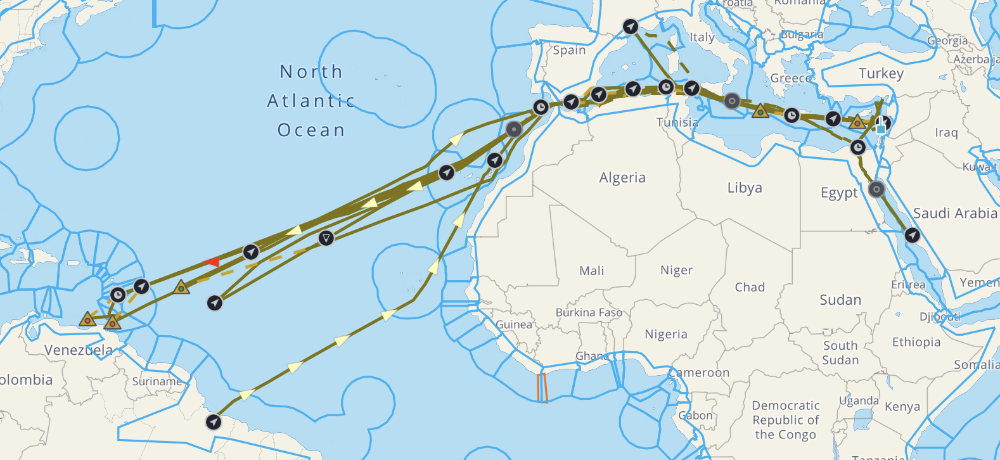 roatia
Romania
Italy
Bulgaria
Georgia
Spain
Azerbaija
North
Atlantic
Ocean
Turkey
Greece
Tunisia
Iraq
Algeria
Libya
Egypt
Kuwait
Saudi Arabia
Mali
Niger
Chad
Sudan
Eritrea
Yemen
Burkina Faso
Djibouti
Guinea
Nigeria
Ethiopia
Venezuela
Ghana
South
Sudan
Somalia
olombia
Suriname
Cameroon
Uganda
Kenya
Democratic
Republic of
the Congo
Gabon
Tanzania